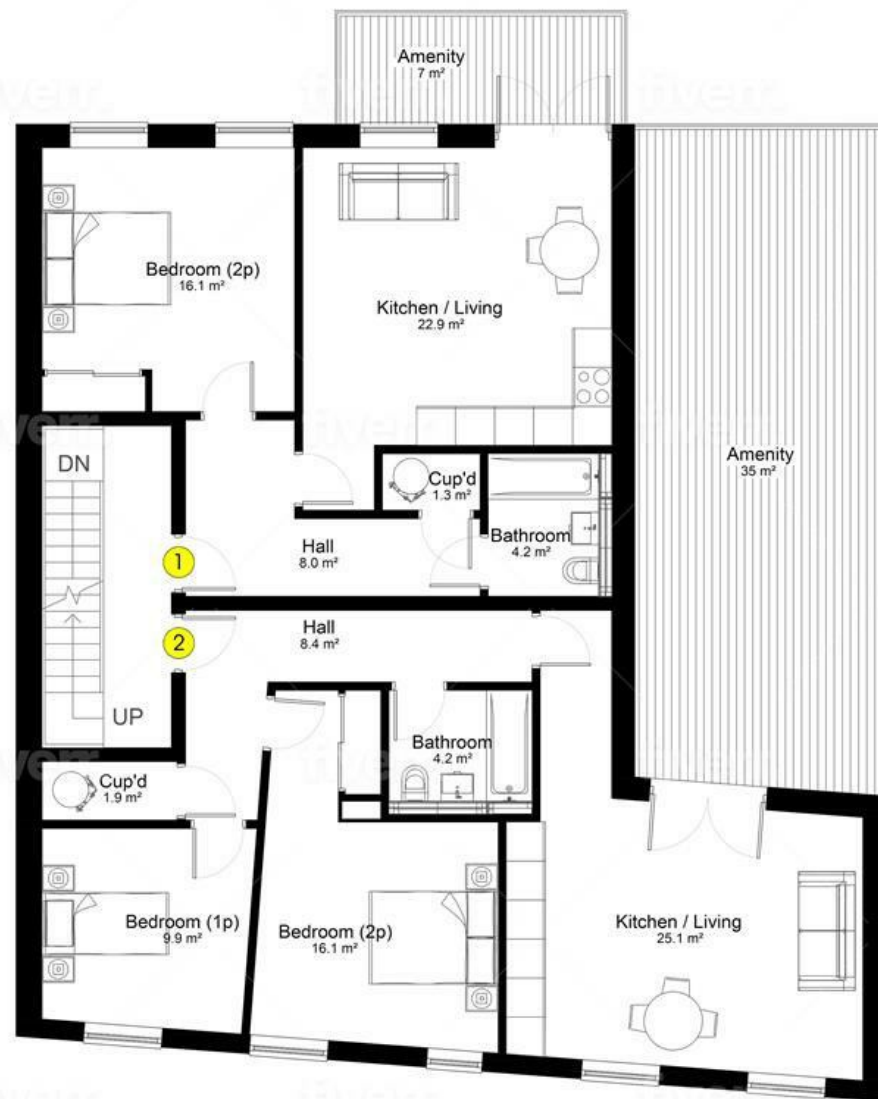 Amenity
7 m²
Bedroom (2p)
16.1 m²
Kitchen / Living
22.9 m²
DN
Cup'd
1.3 m²
Amenity
35 m²
Bathroom
4.2 m²
Hall
8.0 m²
1
Hall
8.4 m²
2
UP
Bathroom
4.2 m²
Cup'd
1.9 m²
Bedroom (1p)
9.9 m²
Bedroom (2p)
16.1 m²
Kitchen / Living
25.1 m²
fiverr